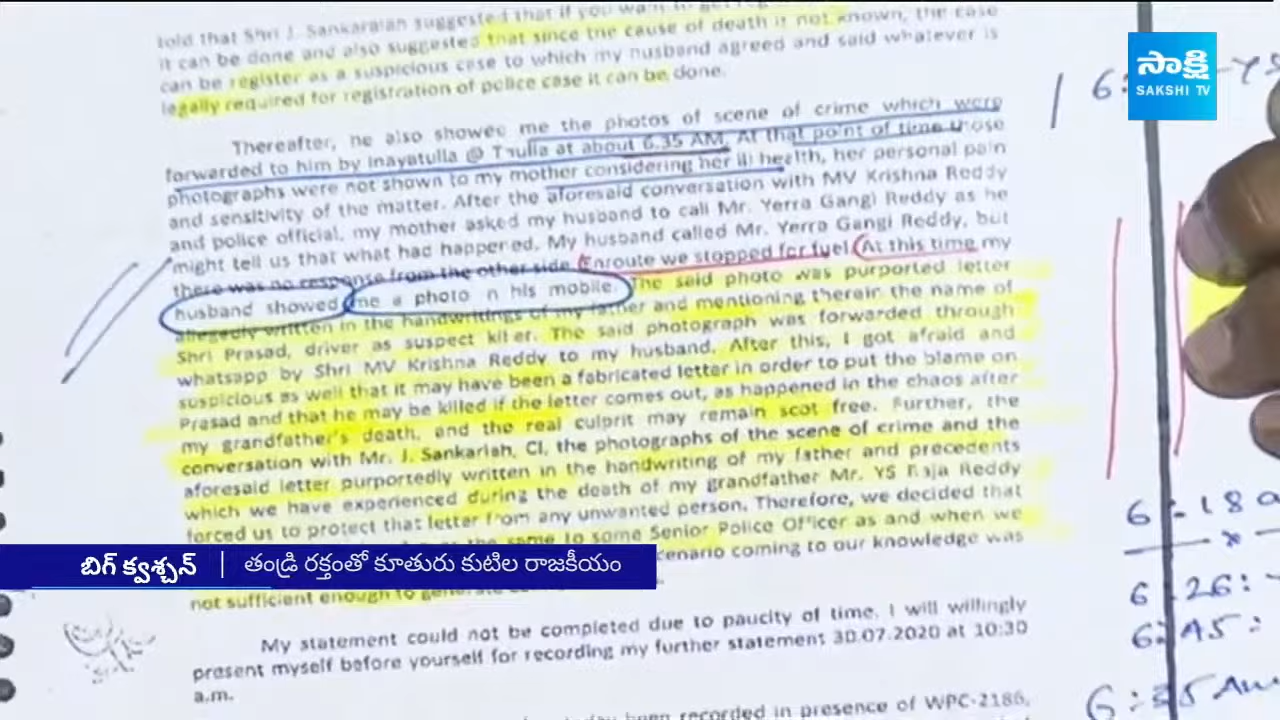 told that Shri J. Sankaraiah suggested that if you want to get
it can be done and also suggested that since the cause of death it not known, the case
can be register as a suspicious case to which my husband agreed and said whatever is
legally required for registration of police case it can be done.
Thereafter, he also showed me the photos of scene of crime which were
forwarded to him by Inayatulla @ Thulla at about 6.35 AM. At that point of time those
photographs were not shown to my mother considering her ill health, her personal pain
and sensitivity of the matter. After the aforesaid conversation with MV Krishna Reddy
and police official, my mother asked my husband to call Mr. Yerra Gangi Reddy as he
might tell us that what had happened. My husband called Mr. Yerra Gangi Reddy, but
there was no response from the other side. Enroute we stopped for fuel. At this time my
husband showed me a photo n his mobile. The said photo was purported letter
allegedly written in the handwritings of my father and mentioning therein the name of
Shri Prasad, driver as suspect killer. The said photograph was forwarded through
whatsapp by Shri MV Krishna Reddy to my husband. After this, I got afraid and
suspicious as well that it may have been a fabricated letter in order to put the blame on
Prasad and that he may be killed if the letter comes out, as happened in the chaos after
my grandfather's death, and the real culprit may remain scot free. Further, the
conversation with Mr. J. Sankariah, CI, the photographs of the scene of crime and the
aforesaid letter purportedly written in the handwriting of my father and precedents
which we have experienced during the death of my grandfather Mr. YS Raja Reddy
forced us to protect that letter from any unwanted person. Therefore, we decided that
the same to some Senior Police Officer as and when we
scenario coming to our knowledge was
not sufficient enough to
My statement could not be completed due to paucity of time. I will willingly
present myself before yourself for recording my further statement 30.07.2020 at 10:30
a.m.
been recorded in presence of WPC-2186,
సాక్షి
SAKSHI TV
6:180
6:26:
6:45:
6:35 Am
బిగ్ క్వశ్చన్ | తండ్రి రక్తంతో కూతురు కుటిల రాజకీయం